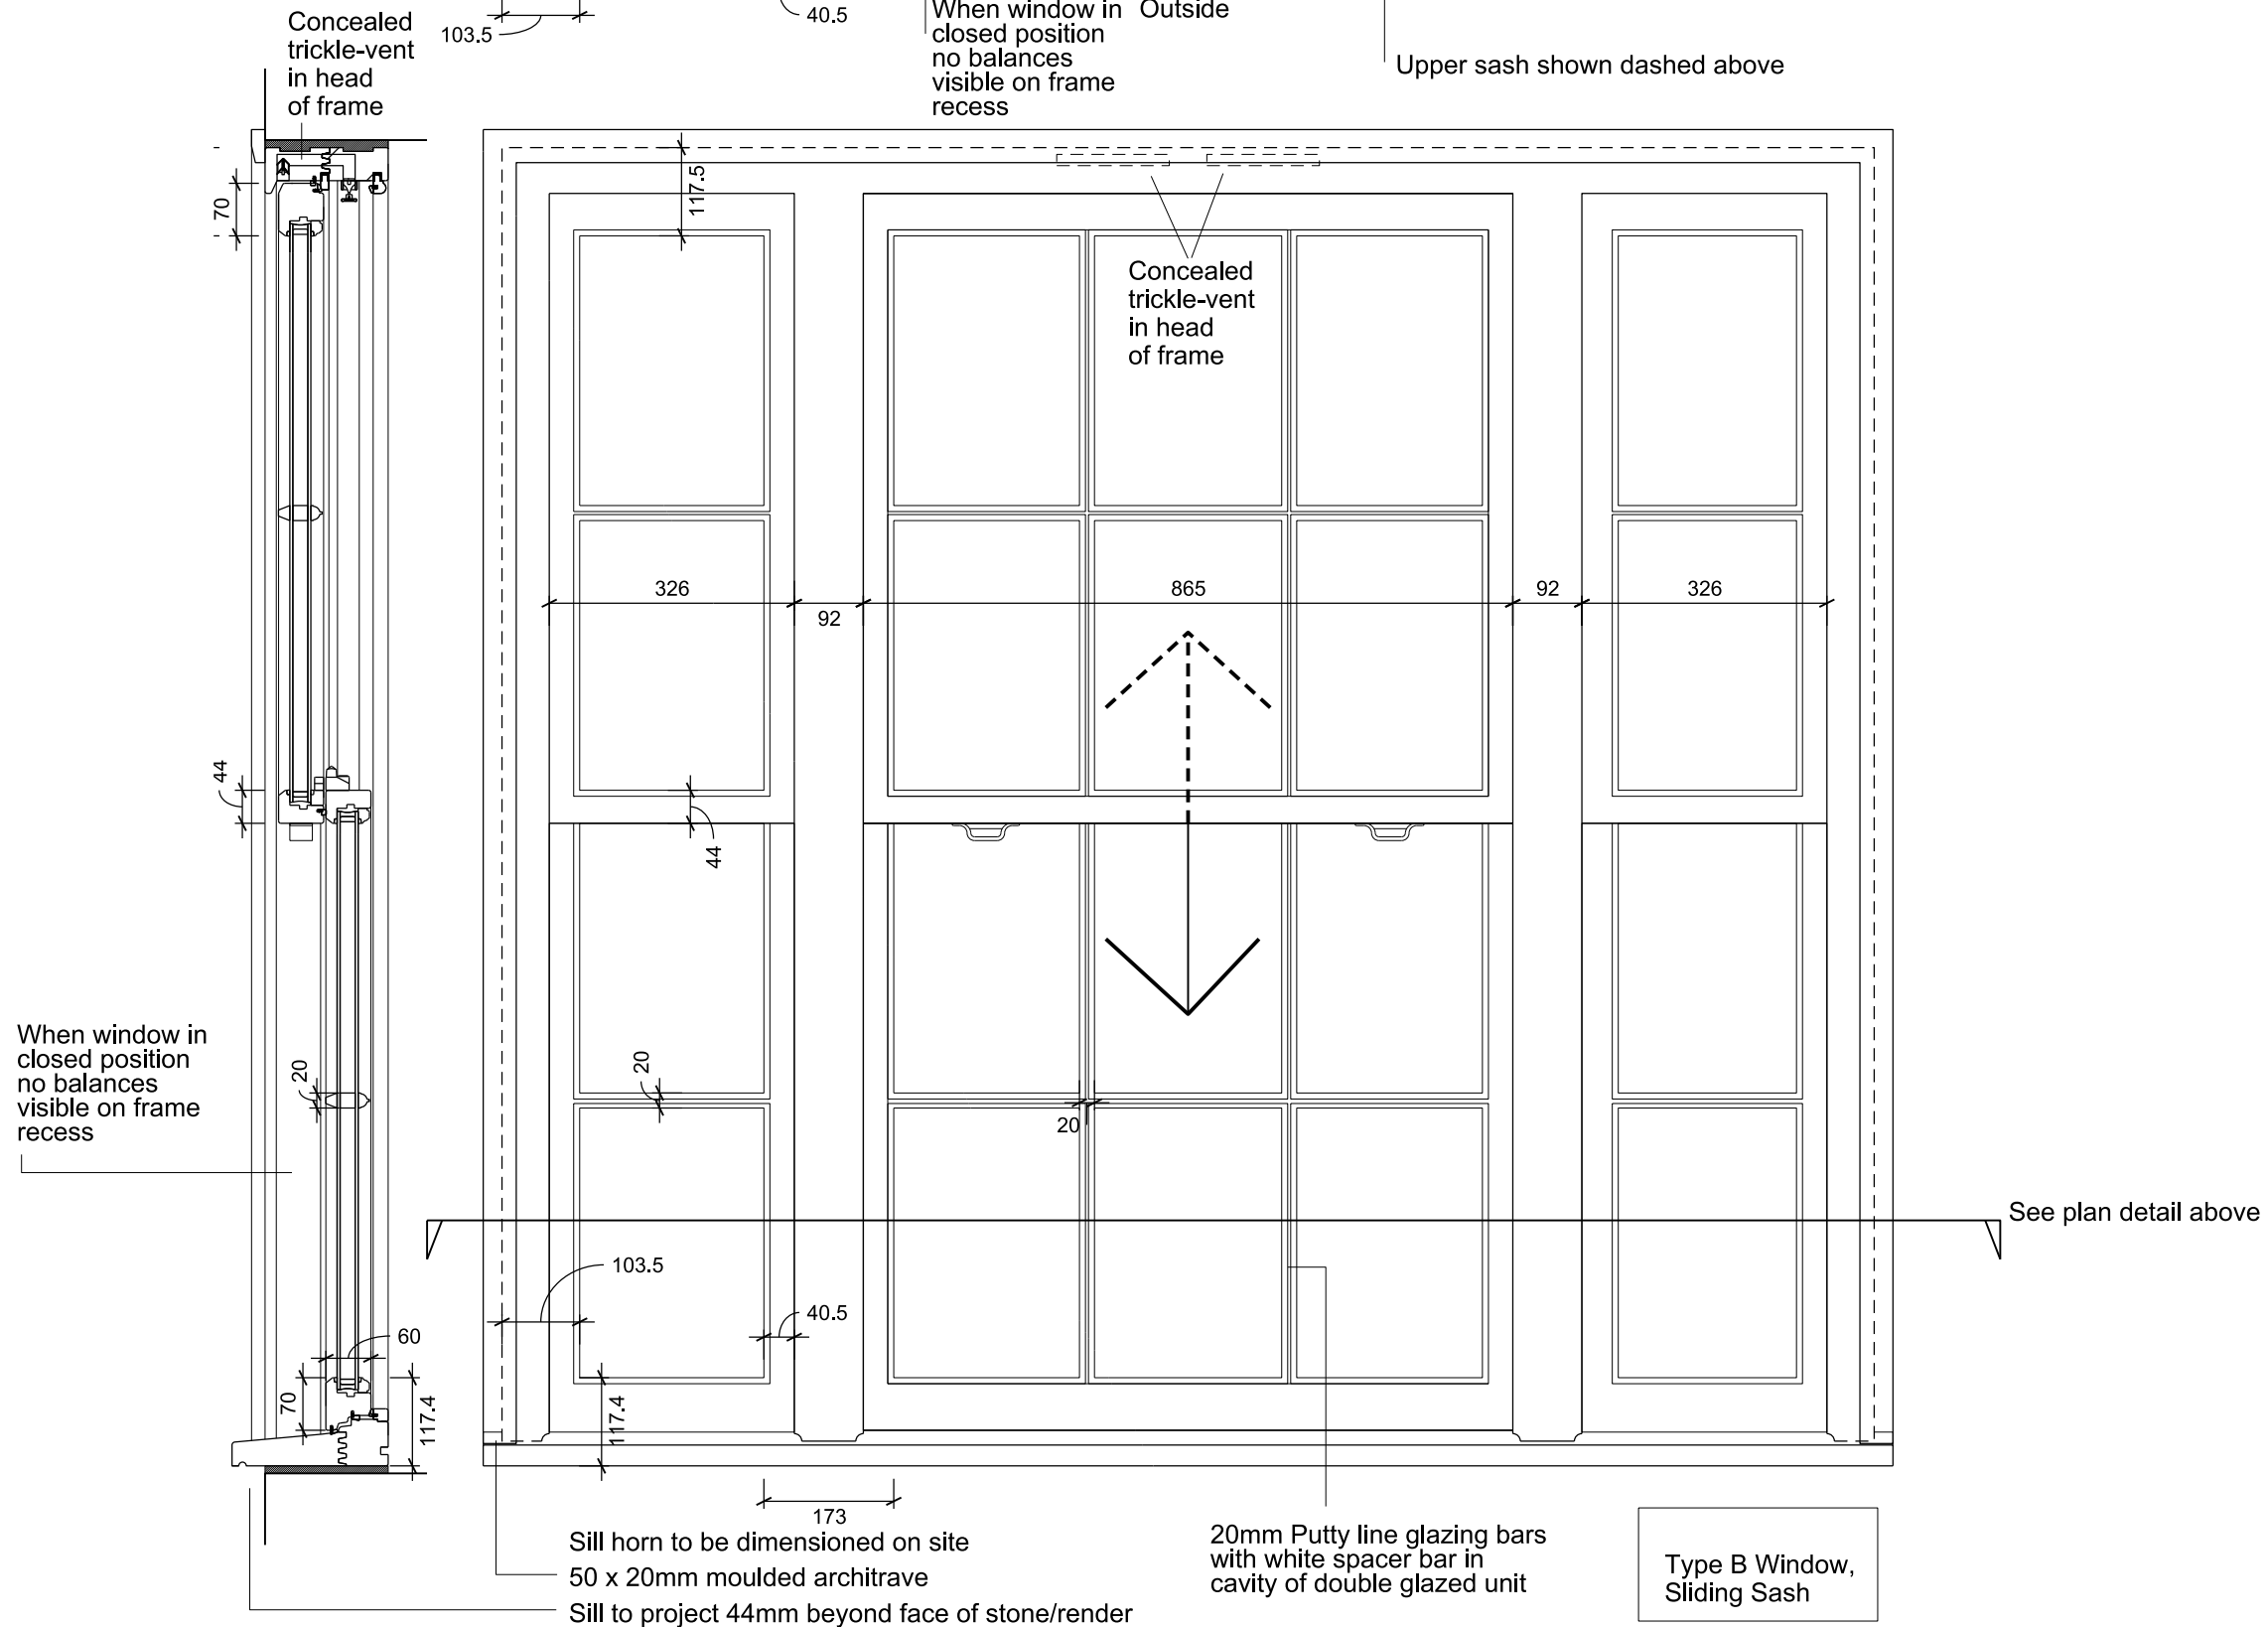 Concealed
trickle-vent
in head
of frame
103.5
40.5
When window in
closed position
no balances
visible on frame
recess
Outside
Upper sash shown dashed above
70
117.5
Concealed
trickle-vent
in head
of frame
326
92
865
92
326
44
44
When window in
closed position
no balances
visible on frame
recess
20
20
20
See plan detail above
103.5
40.5
60
70
117.4
117.4
173
Sill horn to be dimensioned on site
50 x 20mm moulded architrave
Sill to project 44mm beyond face of stone/render
20mm Putty line glazing bars
with white spacer bar in
cavity of double glazed unit
Type B Window,
Sliding Sash